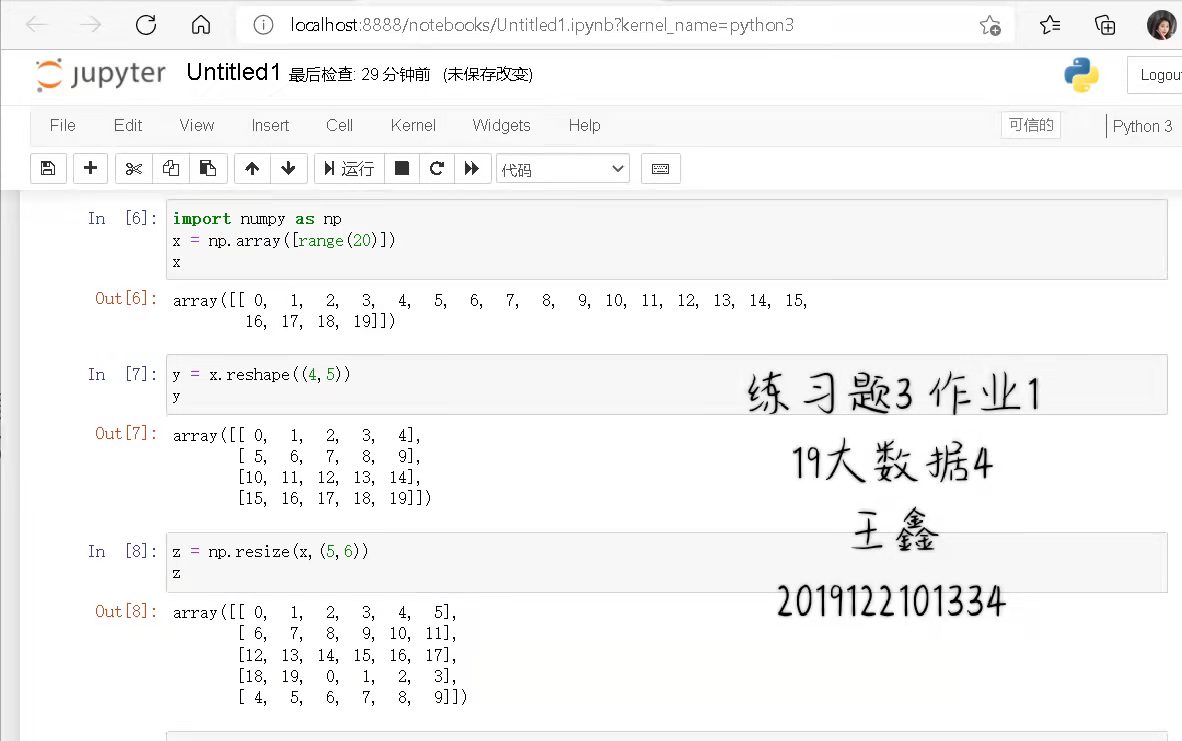 localhost:8888/notebooks/Untitled1.ipynb?kernel_name=python3
jupyter Untitled1 最后检查: 29 分钟前 (未保存改变)
Logou
File Edit View Insert Cell Kernel Widgets Help 可信的 Python 3
运行 代码
In [6]: import numpy as np
x = np.array([range(20)])
x
Out[6]: array([[ 0, 1, 2, 3, 4, 5, 6, 7, 8, 9, 10, 11, 12, 13, 14, 15,
16, 17, 18, 19]])
In [7]: y = x.reshape((4,5))
y
练习题3 作业1
Out[7]: array([[ 0, 1, 2, 3, 4],
[ 5, 6, 7, 8, 9],
[10, 11, 12, 13, 14],
[15, 16, 17, 18, 19]])
19大数据4
王鑫
In [8]: z = np.resize(x,(5,6))
z
2019122101334
Out[8]: array([[ 0, 1, 2, 3, 4, 5],
[ 6, 7, 8, 9, 10, 11],
[12, 13, 14, 15, 16, 17],
[18, 19, 0, 1, 2, 3],
[ 4, 5, 6, 7, 8, 9]])